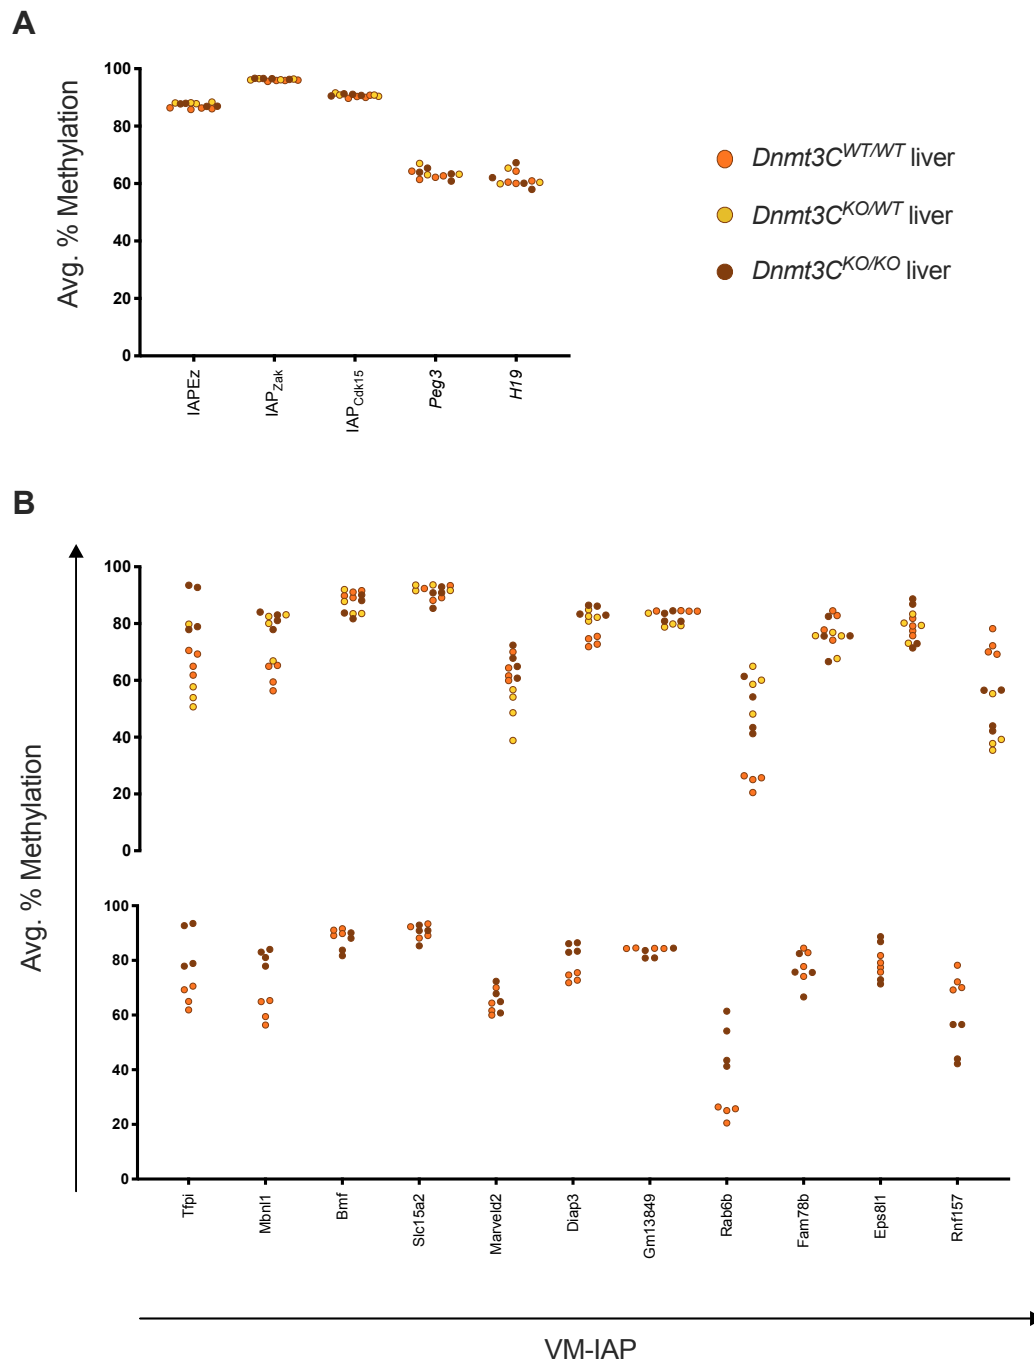 A
Avg. % Methylation
100
80
60
40
20
0
IAPEz
IAPZak
IAPCdk15
Peg3
H19
Dnmt3CWT/WT liver
Dnmt3CKO/WT liver
Dnmt3CKO/KO liver
B
Avg. % Methylation
100
80
60
40
20
0
100
80
60
40
20
0
Tfpi
Mbnl1
Bmf
Slc15a2
Marveld2
Diap3
Gm13849
Rab6b
Fam78b
Eps8l1
Rnf157
VM-IAP